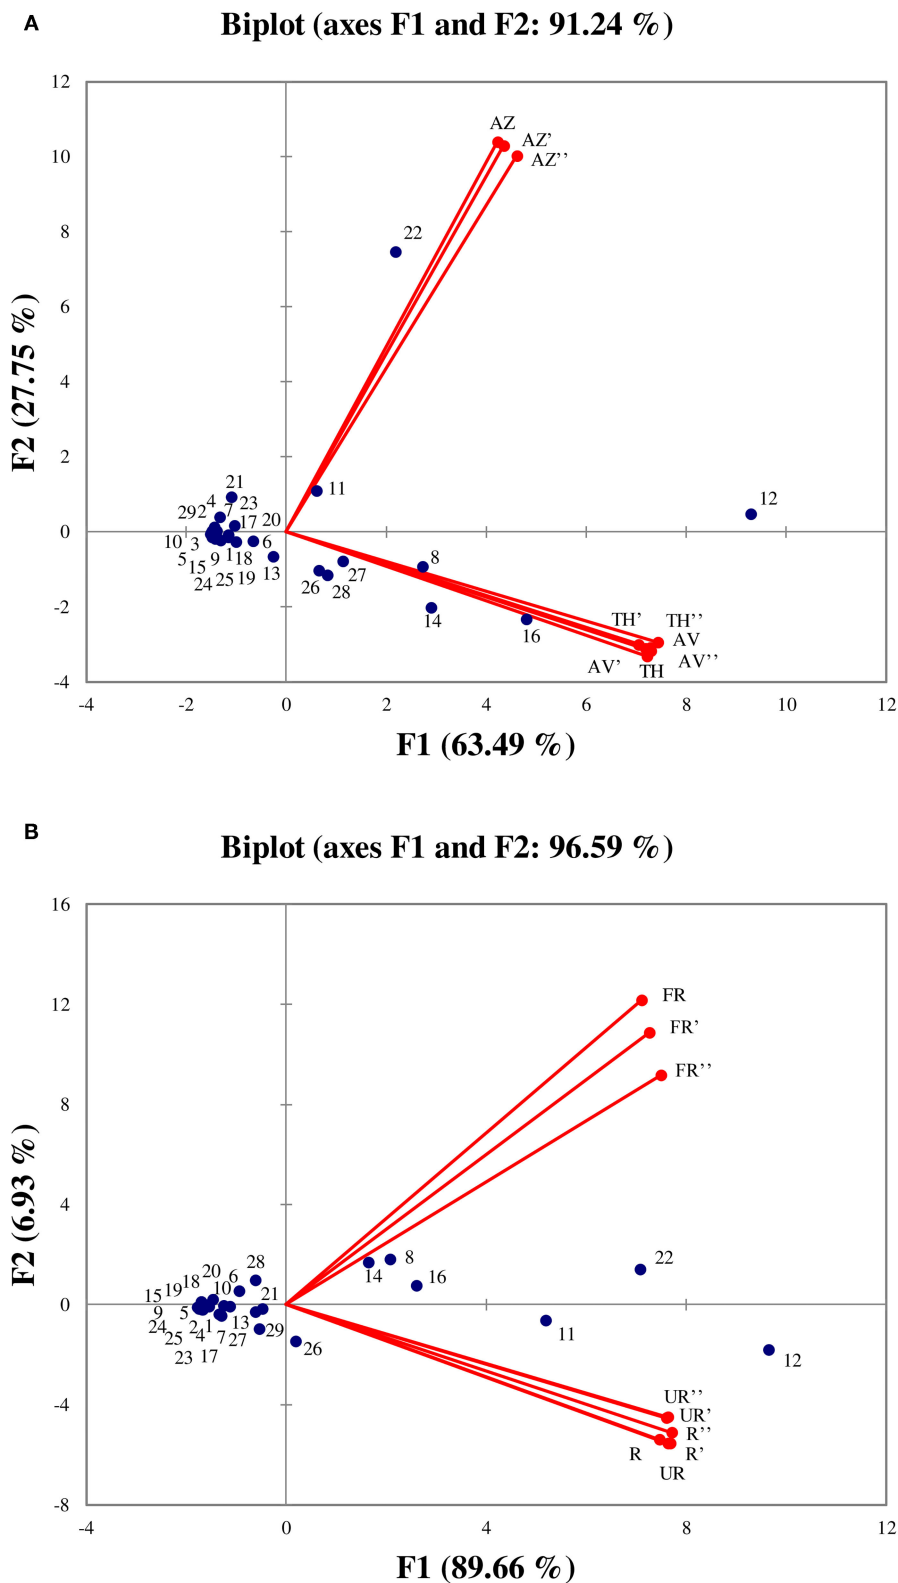 A
Biplot (axes F1 and F2: 91.24 %)
12
AZ
AZ’
10
AZ’’
22
8
6
F2 (27.75 %)
4
2
21
11
12
4
23
29 2 7
17 20
0
10 3
6
8
5
15 9 1 18
13
27
24 25 19
26
28
-2
TH’
TH’’
14
16
AV
AV’
TH
AV’’
-4
-4 -2 0 2 4 6 8 10 12
F1 (63.49 %)
B
Biplot (axes F1 and F2: 96.59 %)
16
FR
12
FR’
FR’’
8
F2 (6.93 %)
4
28
8
22
20
6
14
16
15 19 18
10
21
0
9
5
11
24
2 1
13
29
25 4 7 27
26
12
23 17
-4
UR’’
UR’
R’’
R
R’
UR
-8
-4 0 4 8 12
F1 (89.66 %)